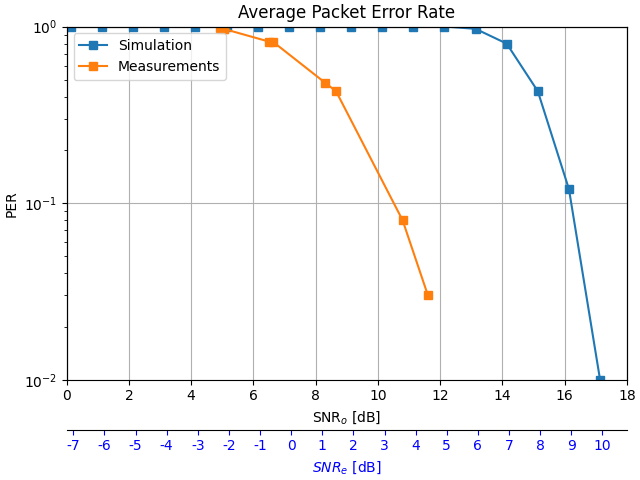 Average Packet Error Rate
Simulation
Measurements
PER
10⁰
10⁻¹
10⁻²
0 2 4 6 8 10 12 14 16 18
SNRₒ [dB]
-7 -6 -5 -4 -3 -2 -1 0 1 2 3 4 5 6 7 8 9 10
SNRₑ [dB]